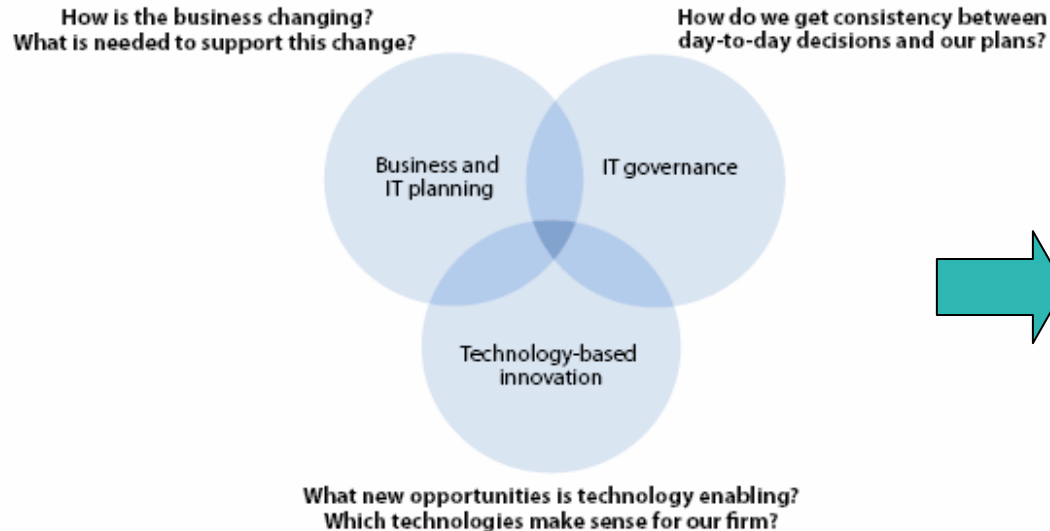 How is the business changing?
What is needed to support this change?
How do we get consistency between
day-to-day decisions and our plans?
Business and
IT planning
IT governance
Technology-based
innovation
What new opportunities is technology enabling?
Which technologies make sense for our firm?